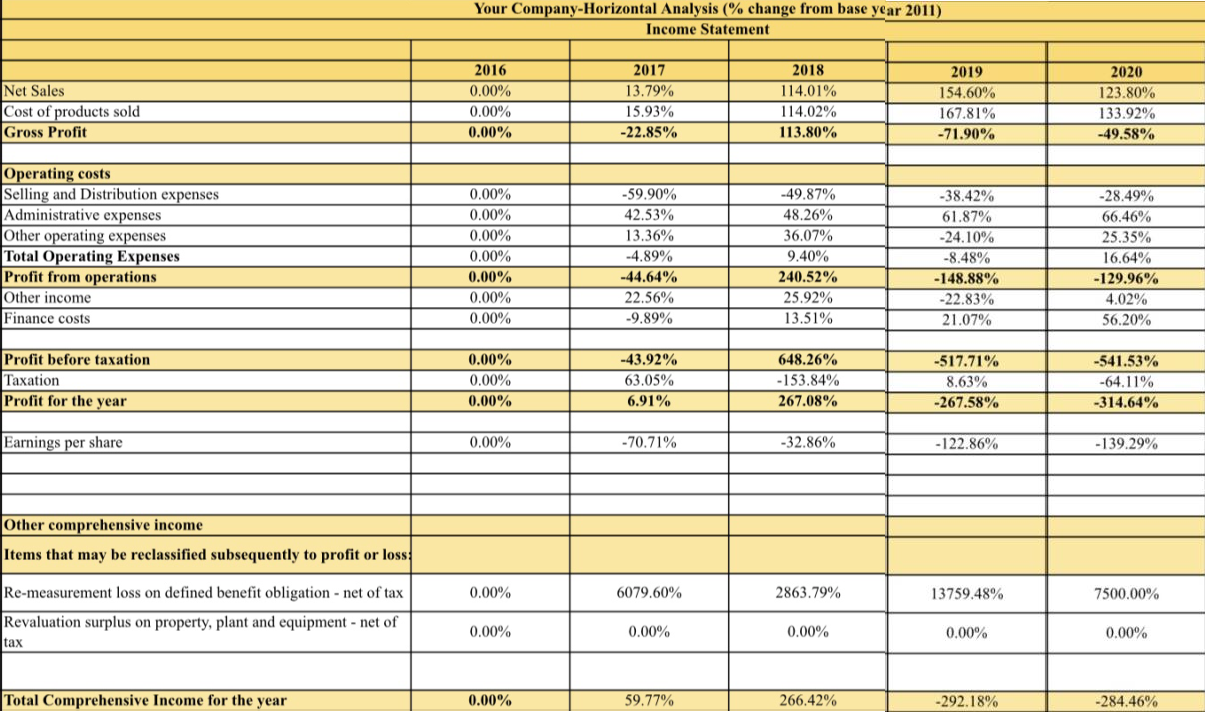 Your Company-Horizontal Analysis (% change from base year 2011)
Income Statement
2016 2017 2018 2019 2020
Net Sales 0.00% 13.79% 114.01% 154.60% 123.80%
Cost of products sold 0.00% 15.93% 114.02% 167.81% 133.92%
Gross Profit 0.00% -22.85% 113.80% -71.90% -49.58%
Operating costs
Selling and Distribution expenses 0.00% -59.90% -49.87% -38.42% -28.49%
Administrative expenses 0.00% 42.53% 48.26% 61.87% 66.46%
Other operating expenses 0.00% 13.36% 36.07% -24.10% 25.35%
Total Operating Expenses 0.00% -4.89% 9.40% -8.48% 16.64%
Profit from operations 0.00% -44.64% 240.52% -148.88% -129.96%
Other income 0.00% 22.56% 25.92% -22.83% 4.02%
Finance costs 0.00% -9.89% 13.51% 21.07% 56.20%
Profit before taxation 0.00% -43.92% 648.26% -517.71% -541.53%
Taxation 0.00% 63.05% -153.84% 8.63% -64.11%
Profit for the year 0.00% 6.91% 267.08% -267.58% -314.64%
Earnings per share 0.00% -70.71% -32.86% -122.86% -139.29%
Other comprehensive income
Items that may be reclassified subsequently to profit or loss:
Re-measurement loss on defined benefit obligation - net of tax 0.00% 6079.60% 2863.79% 13759.48% 7500.00%
Revaluation surplus on property, plant and equipment - net of
tax 0.00% 0.00% 0.00% 0.00% 0.00%
Total Comprehensive Income for the year 0.00% 59.77% 266.42% -292.18% -284.46%